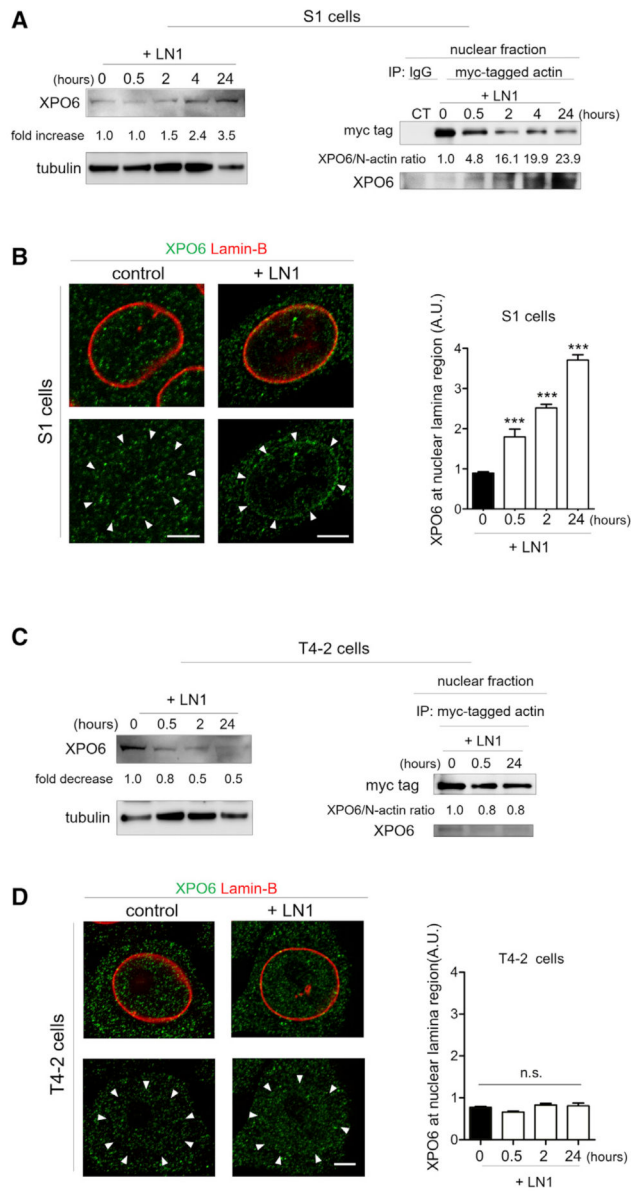 A
S1 cells
+ LN1
(hours) 0 0.5 2 4 24
XPO6
fold increase 1.0 1.0 1.5 2.4 3.5
tubulin
nuclear fraction
IP: IgG myc-tagged actin
+ LN1
CT 0 0.5 2 4 24 (hours)
myc tag
XPO6/N-actin ratio 1.0 4.8 16.1 19.9 23.9
XPO6
B
XPO6 Lamin-B
control + LN1
S1 cells
S1 cells
XPO6 at nuclear lamina region (A.U.)
4
3
2
1
0
***
***
***
0 0.5 2 24 (hours)
+ LN1
C
T4-2 cells
+ LN1
(hours) 0 0.5 2 24
XPO6
fold decrease 1.0 0.8 0.5 0.5
tubulin
nuclear fraction
IP: myc-tagged actin
+ LN1
(hours) 0 0.5 24
myc tag
XPO6/N-actin ratio 1.0 0.8 0.8
XPO6
D
XPO6 Lamin-B
control + LN1
T4-2 cells
T4-2 cells
XPO6 at nuclear lamina region(A.U.)
4
3
2
1
0
n.s.
0 0.5 2 24 (hours)
+ LN1